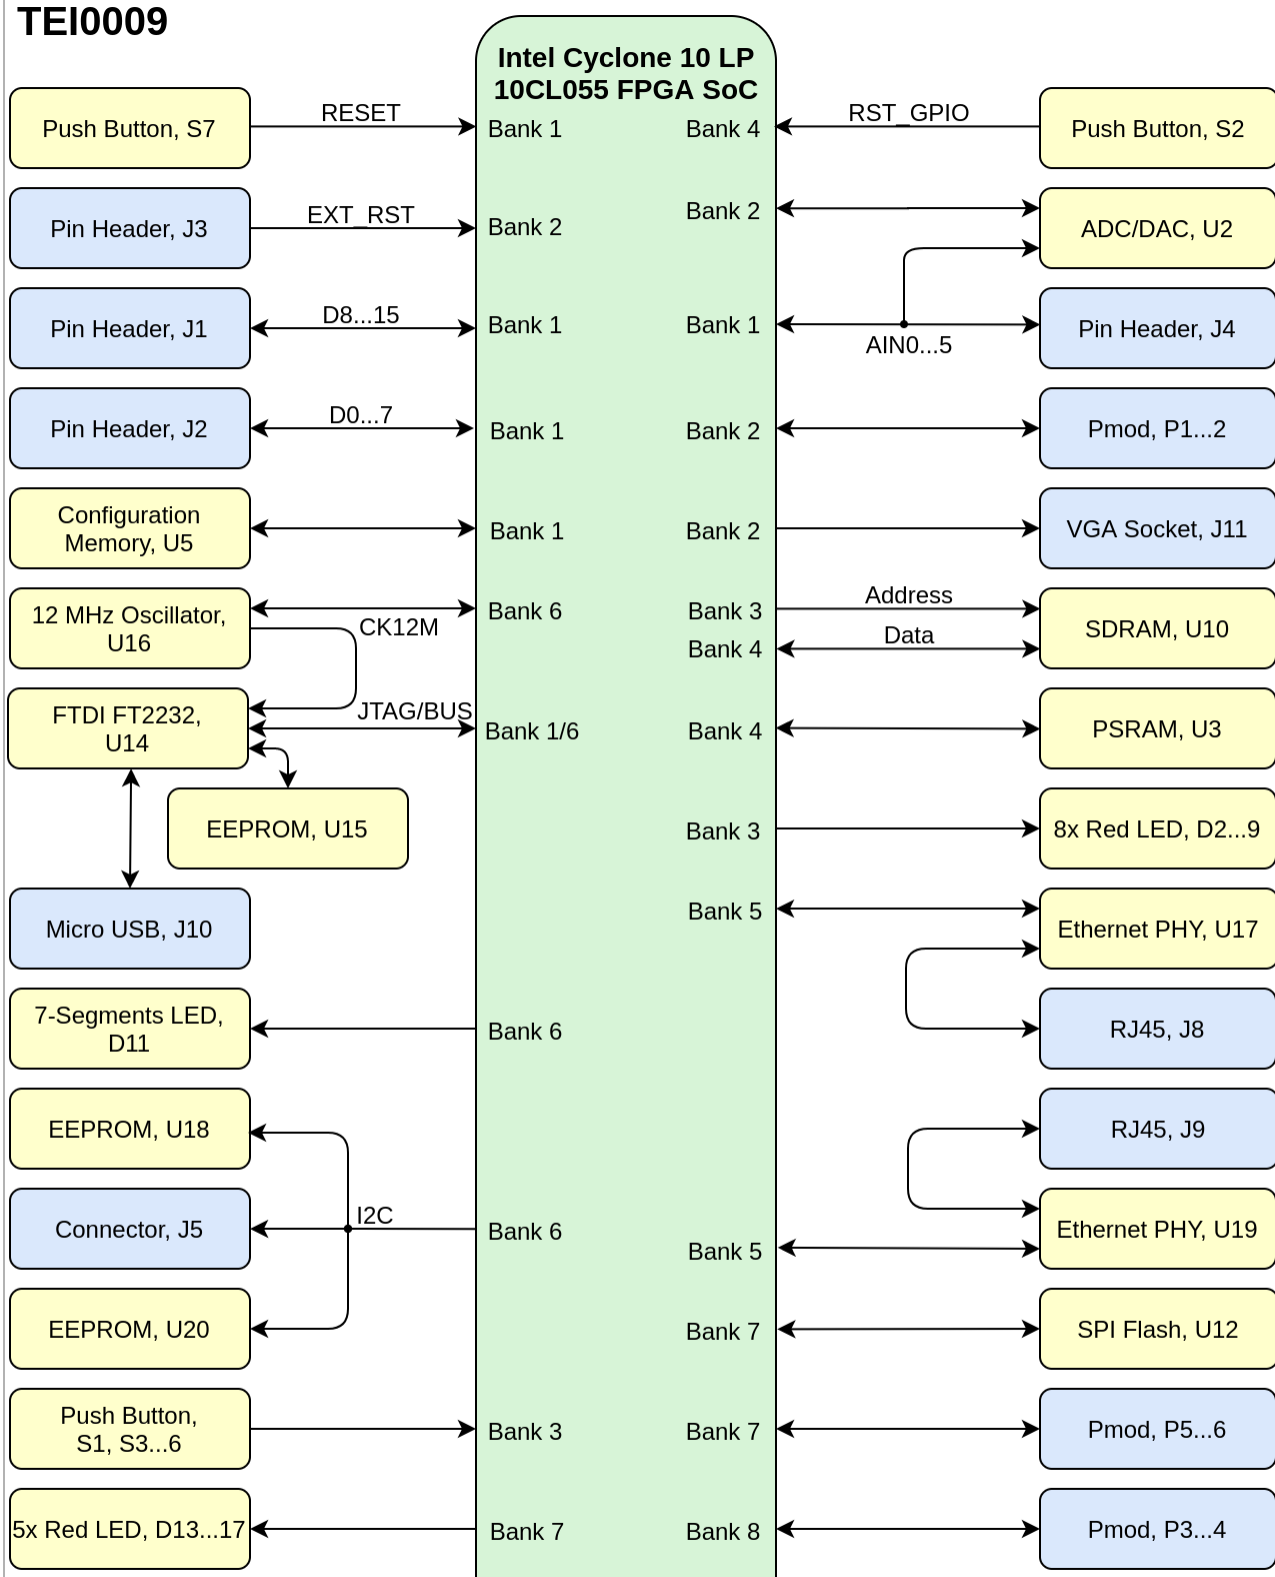 TEI0009
Intel Cyclone 10 LP
10CL055 FPGA SoC
Push Button, S7
RESET
Bank 1
Bank 4
RST_GPIO
Push Button, S2
Pin Header, J3
EXT_RST
Bank 2
Bank 2
ADC/DAC, U2
Pin Header, J1
D8...15
Bank 1
Bank 1
AIN0...5
Pin Header, J4
Pin Header, J2
D0...7
Bank 1
Bank 2
Pmod, P1...2
Configuration
Memory, U5
Bank 1
Bank 2
VGA Socket, J11
12 MHz Oscillator,
U16
CK12M
Bank 6
Bank 3
Address
Bank 4
Data
SDRAM, U10
FTDI FT2232,
U14
JTAG/BUS
Bank 1/6
Bank 4
PSRAM, U3
EEPROM, U15
Bank 3
8x Red LED, D2...9
Micro USB, J10
Bank 5
Ethernet PHY, U17
7-Segments LED,
D11
Bank 6
RJ45, J8
EEPROM, U18
RJ45, J9
Connector, J5
I2C
Bank 6
Bank 5
Ethernet PHY, U19
EEPROM, U20
Bank 7
SPI Flash, U12
Push Button,
S1, S3...6
Bank 3
Bank 7
Pmod, P5...6
5x Red LED, D13...17
Bank 7
Bank 8
Pmod, P3...4